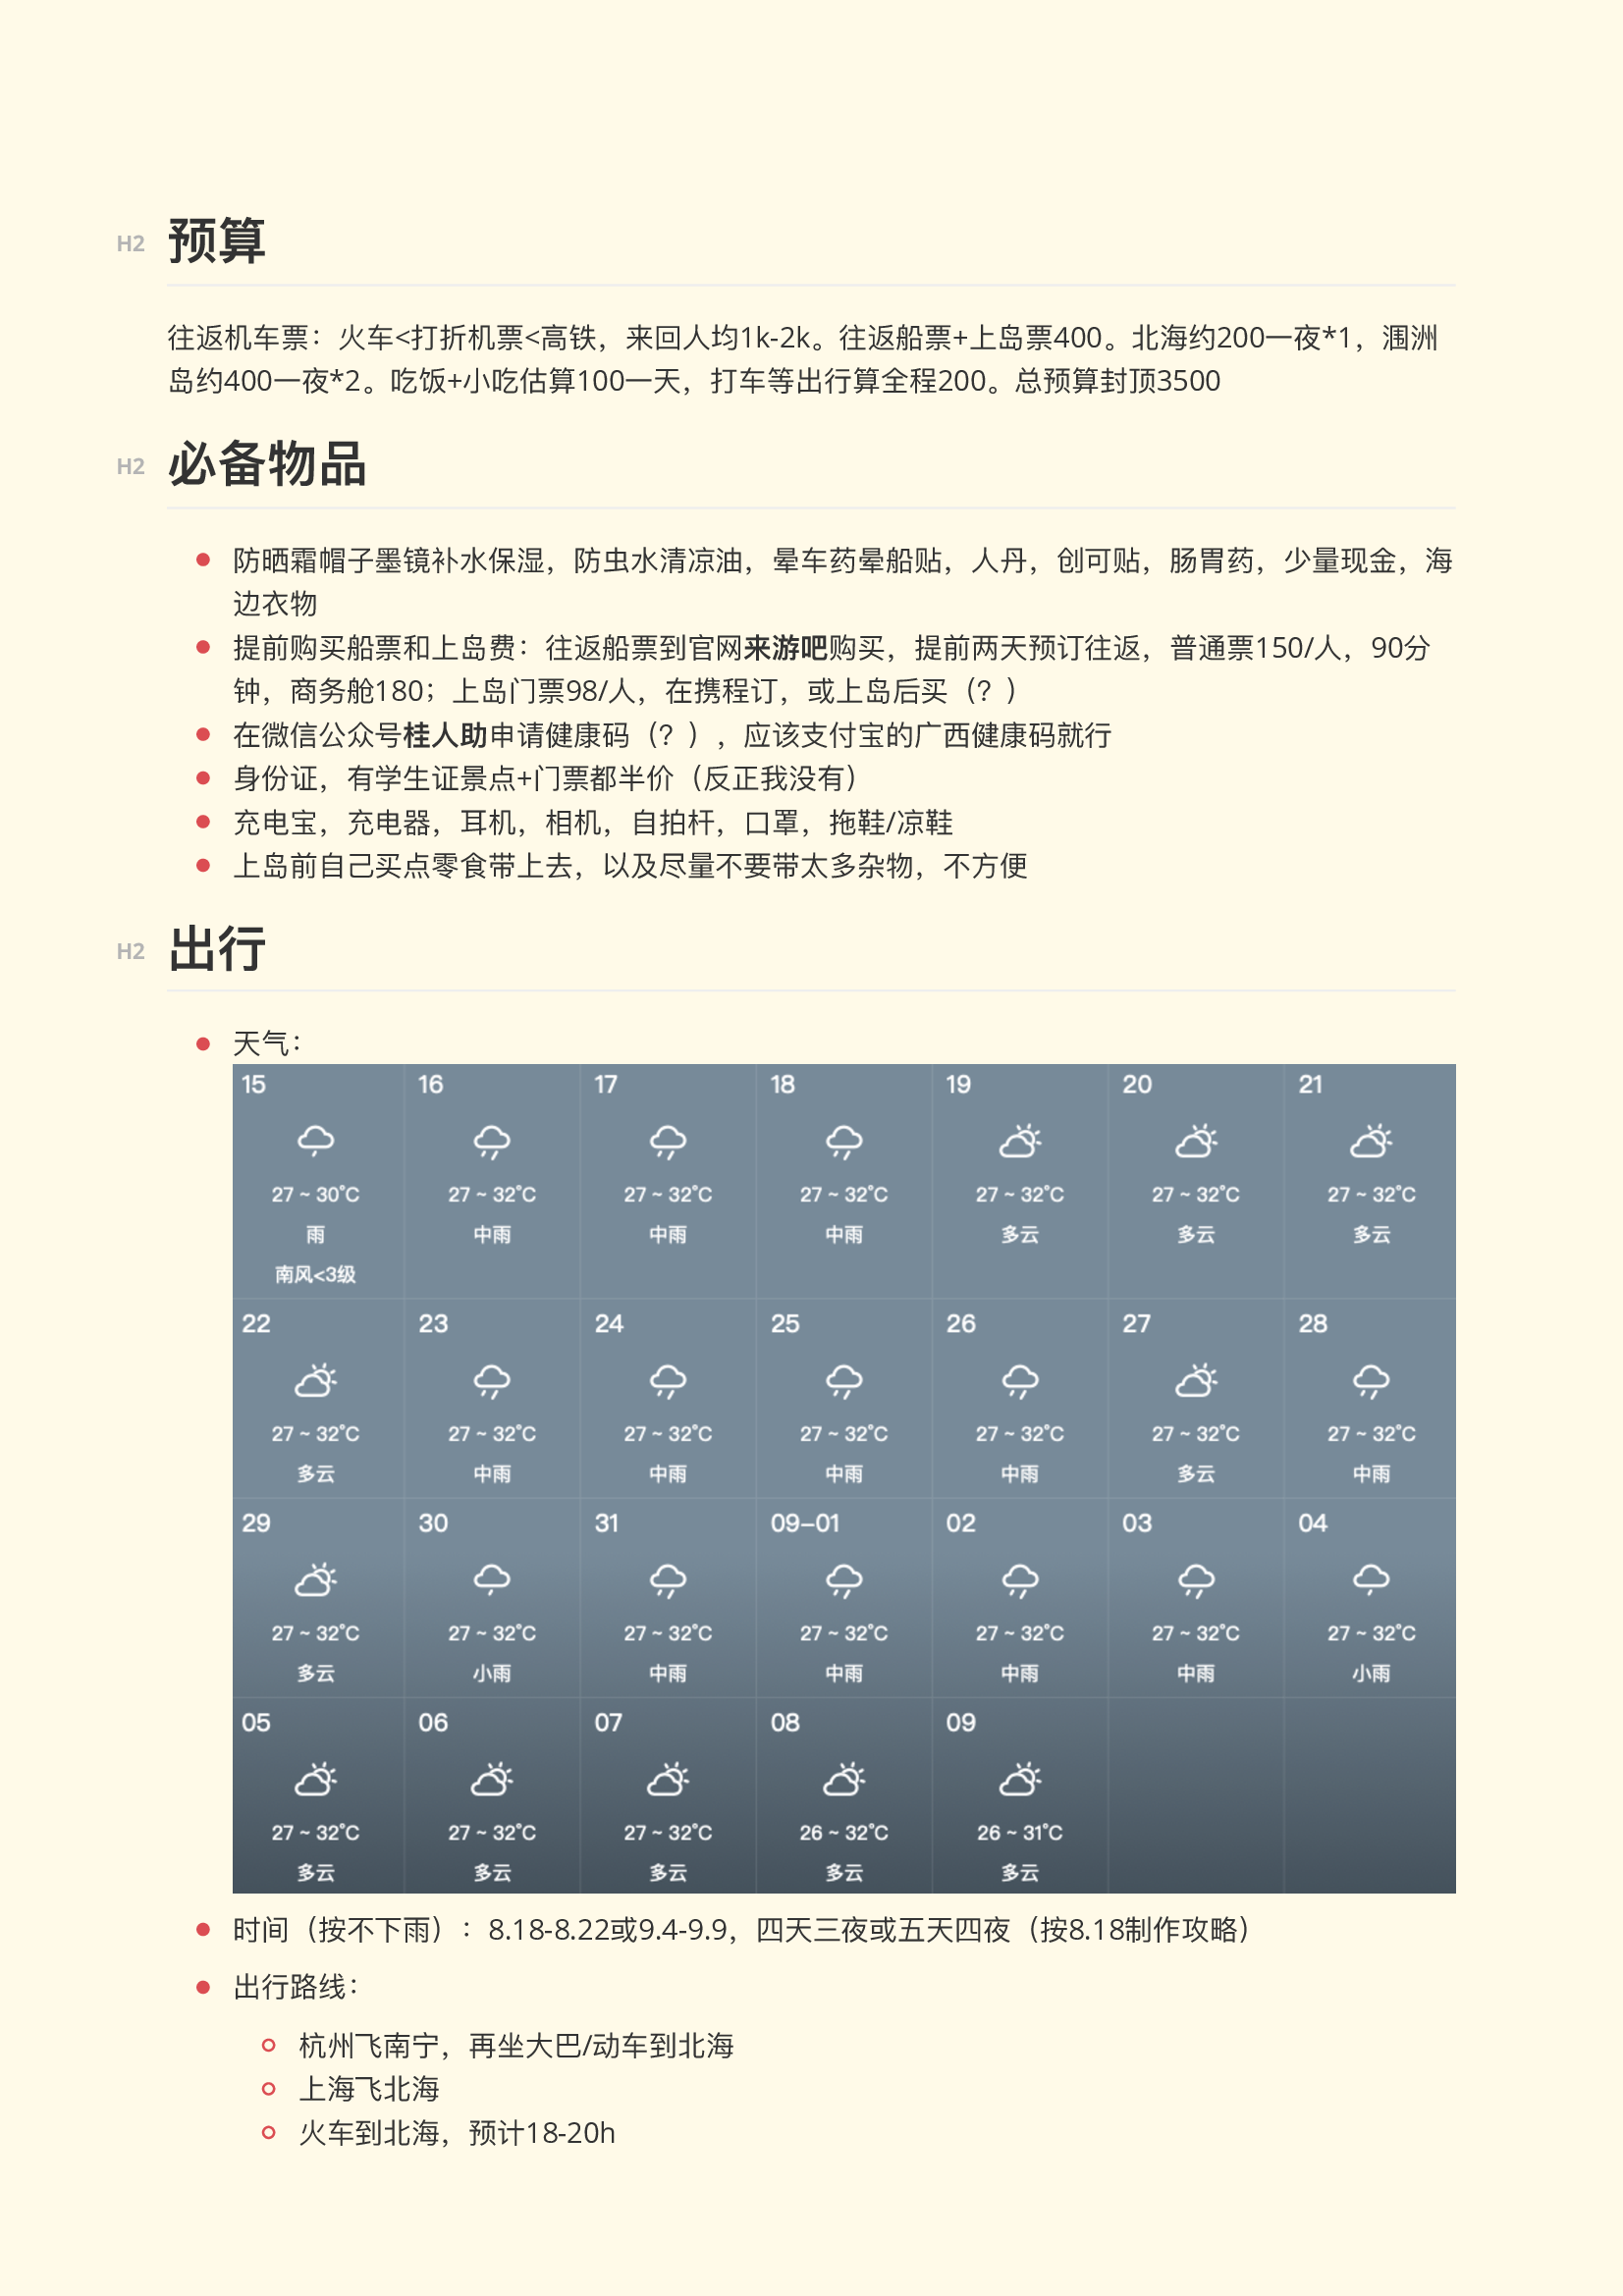 H2 预算
往返机车票：火车<打折机票<高铁，来回人均1k-2k。往返船票+上岛票400。北海约200一夜*1，涠洲
岛约400一夜*2。吃饭+小吃估算100一天，打车等出行算全程200。总预算封顶3500
H2 必备物品
防晒霜帽子墨镜补水保湿，防虫水清凉油，晕车药晕船贴，人丹，创可贴，肠胃药，少量现金，海
边衣物
提前购买船票和上岛费：往返船票到官网来游吧购买，提前两天预订往返，普通票150/人，90分
钟，商务舱180；上岛门票98/人，在携程订，或上岛后买（？）
在微信公众号桂人助申请健康码（？），应该支付宝的广西健康码就行
身份证，有学生证景点+门票都半价（反正我没有）
充电宝，充电器，耳机，相机，自拍杆，口罩，拖鞋/凉鞋
上岛前自己买点零食带上去，以及尽量不要带太多杂物，不方便
H2 出行
天气：
15 16 17 18 19 20 21
27 ~ 30°C 27 ~ 32°C 27 ~ 32°C 27 ~ 32°C 27 ~ 32°C 27 ~ 32°C 27 ~ 32°C
雨 中雨 中雨 中雨 多云 多云 多云
南风<3级
22 23 24 25 26 27 28
27 ~ 32°C 27 ~ 32°C 27 ~ 32°C 27 ~ 32°C 27 ~ 32°C 27 ~ 32°C 27 ~ 32°C
多云 中雨 中雨 中雨 中雨 多云 中雨
29 30 31 09-01 02 03 04
27 ~ 32°C 27 ~ 32°C 27 ~ 32°C 27 ~ 32°C 27 ~ 32°C 27 ~ 32°C 27 ~ 32°C
多云 小雨 中雨 中雨 中雨 中雨 小雨
05 06 07 08 09
27 ~ 32°C 27 ~ 32°C 27 ~ 32°C 26 ~ 32°C 26 ~ 31°C
多云 多云 多云 多云 多云
时间（按不下雨）：8.18-8.22或9.4-9.9，四天三夜或五天四夜（按8.18制作攻略）
出行路线：
杭州飞南宁，再坐大巴/动车到北海
上海飞北海
火车到北海，预计18-20h